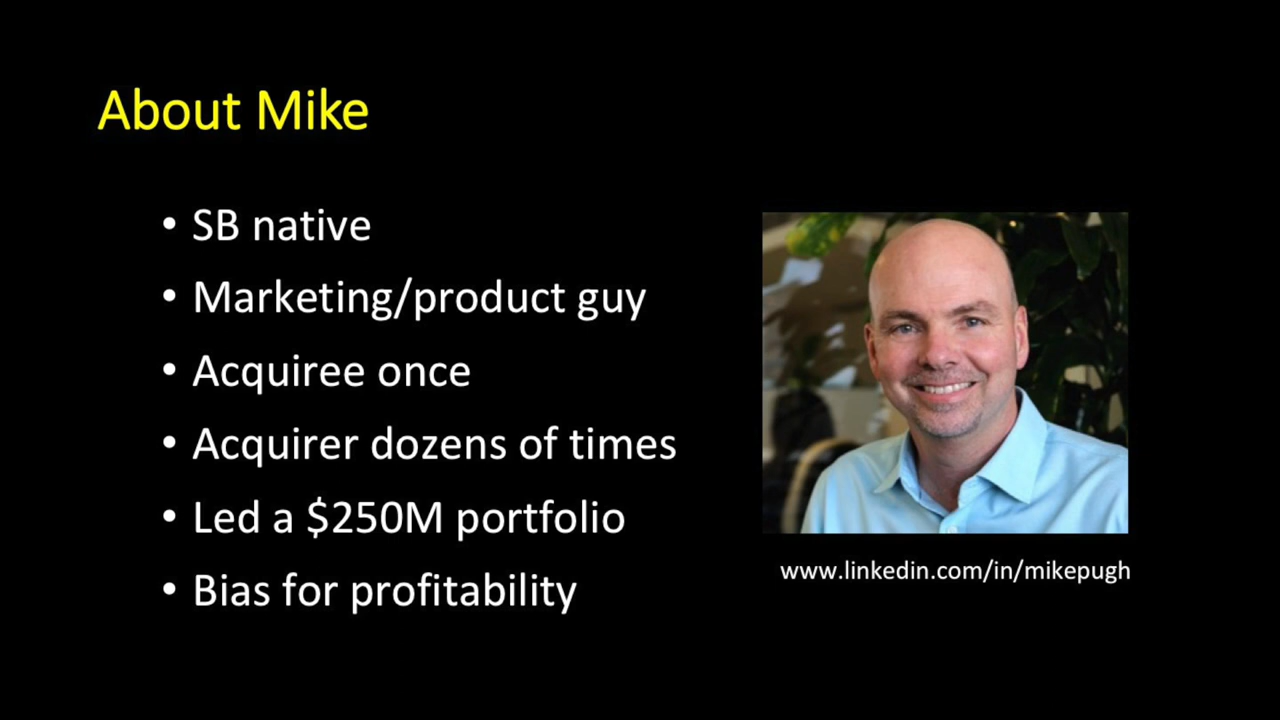 About Mike
• SB native
• Marketing/product guy
• Acquiree once
• Acquirer dozens of times
• Led a $250M portfolio
• Bias for profitability
www.linkedin.com/in/mikepugh